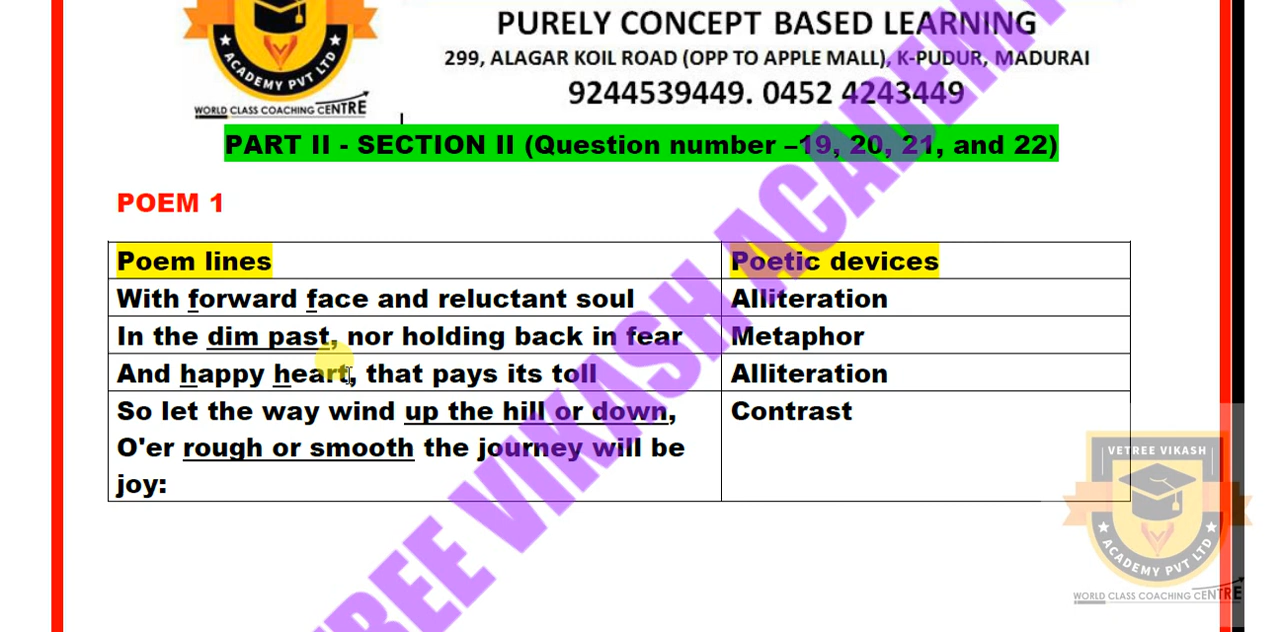 ACADEMY PVT LTD
WORLD CLASS COACHING CENTRE
PURELY CONCEPT BASED LEARNING
299, ALAGAR KOIL ROAD (OPP TO APPLE MALL), K-PUDUR, MADURAI
9244539449. 0452 4243449
PART II - SECTION II (Question number –19, 20, 21, and 22)
POEM 1
Poem lines
Poetic devices
With forward face and reluctant soul
Alliteration
In the dim past, nor holding back in fear
Metaphor
And happy heart, that pays its toll
Alliteration
So let the way wind up the hill or down,
Contrast
O'er rough or smooth the journey will be
joy:
TREE VIKASH ACADEMY
VETREE VIKASH
ACADEMY PVT LTD
WORLD CLASS COACHING CENTRE